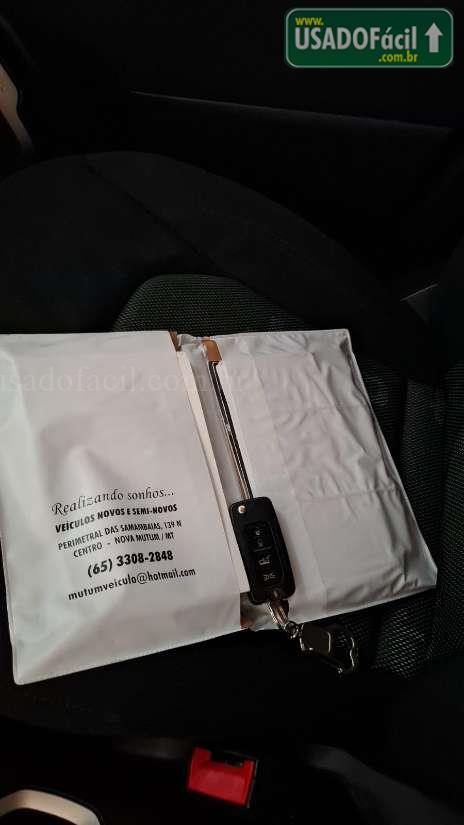 www.
USADOFácil
.com.br
usadofacil.com.br
Realizando sonhos...
VEÍCULOS NOVOS E SEMI-NOVOS
PERIMETRAL DAS SAMAMBAIAS, 139 N
CENTRO - NOVA MUTUM / MT
(65) 3308-2848
mutumveiculo@hotmail.com